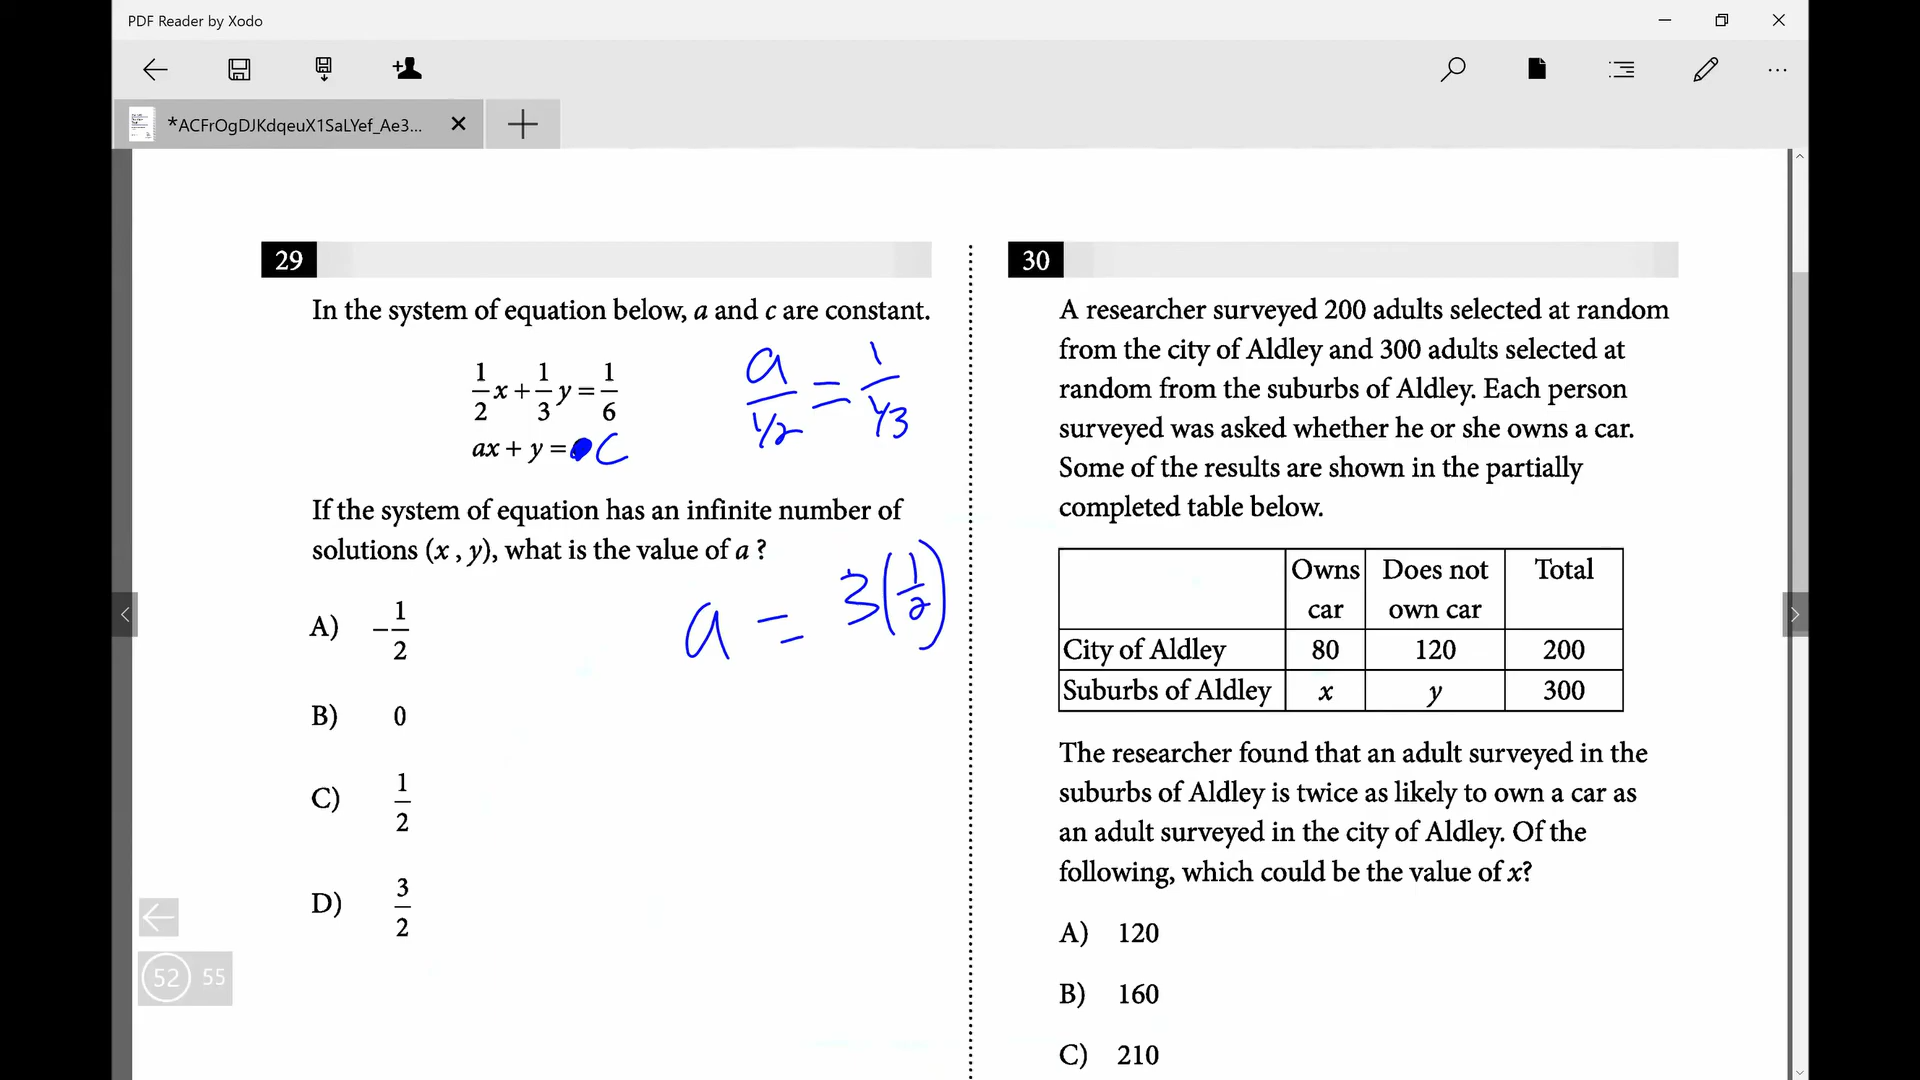 PDF Reader by Xodo
*ACFrOgDJKdqeuX1SaLYef_Ae3...
29
In the system of equation below, a and c are constant.
1/2 x + 1/3 y = 1/6
ax + y = C
a / 1/2 = 1 / 1/3
If the system of equation has an infinite number of
solutions (x , y), what is the value of a ?
a = 3(1/2)
A) -1/2
B) 0
C) 1/2
D) 3/2
52 55
30
A researcher surveyed 200 adults selected at random
from the city of Aldley and 300 adults selected at
random from the suburbs of Aldley. Each person
surveyed was asked whether he or she owns a car.
Some of the results are shown in the partially
completed table below.
Owns car Does not own car Total
City of Aldley 80 120 200
Suburbs of Aldley x y 300
The researcher found that an adult surveyed in the
suburbs of Aldley is twice as likely to own a car as
an adult surveyed in the city of Aldley. Of the
following, which could be the value of x?
A) 120
B) 160
C) 210